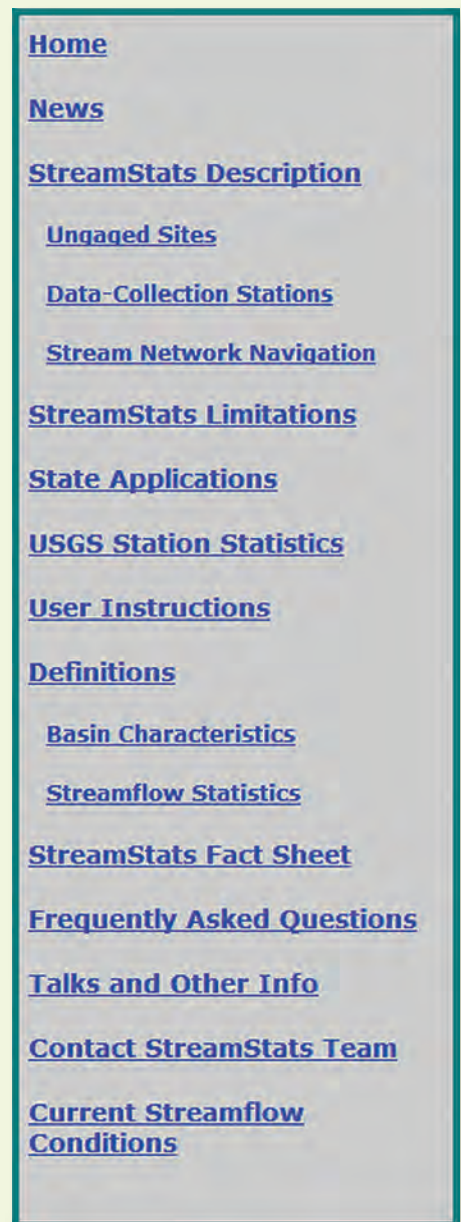 Home
News
StreamStats Description
Ungaged Sites
Data-Collection Stations
Stream Network Navigation
StreamStats Limitations
State Applications
USGS Station Statistics
User Instructions
Definitions
Basin Characteristics
Streamflow Statistics
StreamStats Fact Sheet
Frequently Asked Questions
Talks and Other Info
Contact StreamStats Team
Current Streamflow
Conditions